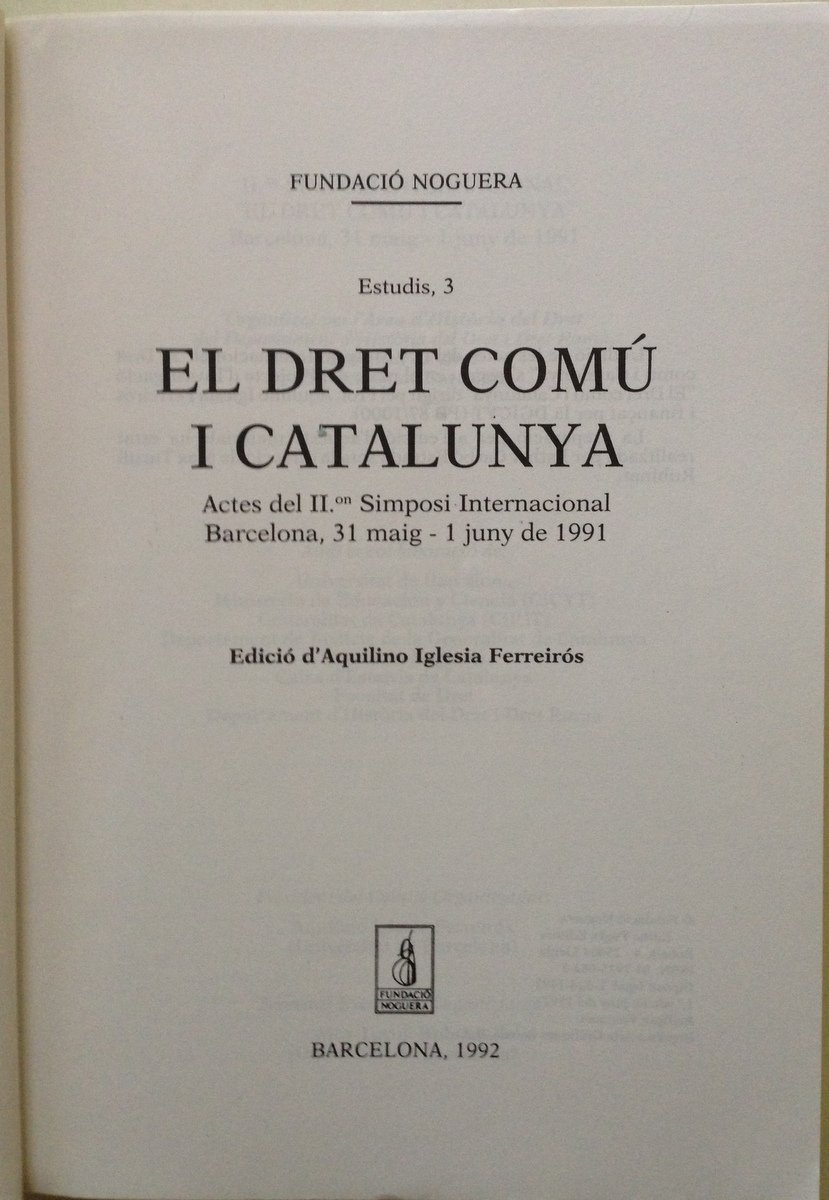 FUNDACIÓ NOGUERA
Estudis, 3
EL DRET COMÚ
I CATALUNYA
Actes del II.on Simposi Internacional
Barcelona, 31 maig - 1 juny de 1991
Edició d'Aquilino Iglesia Ferreirós
FUNDACIÓ
NOGUERA
BARCELONA, 1992